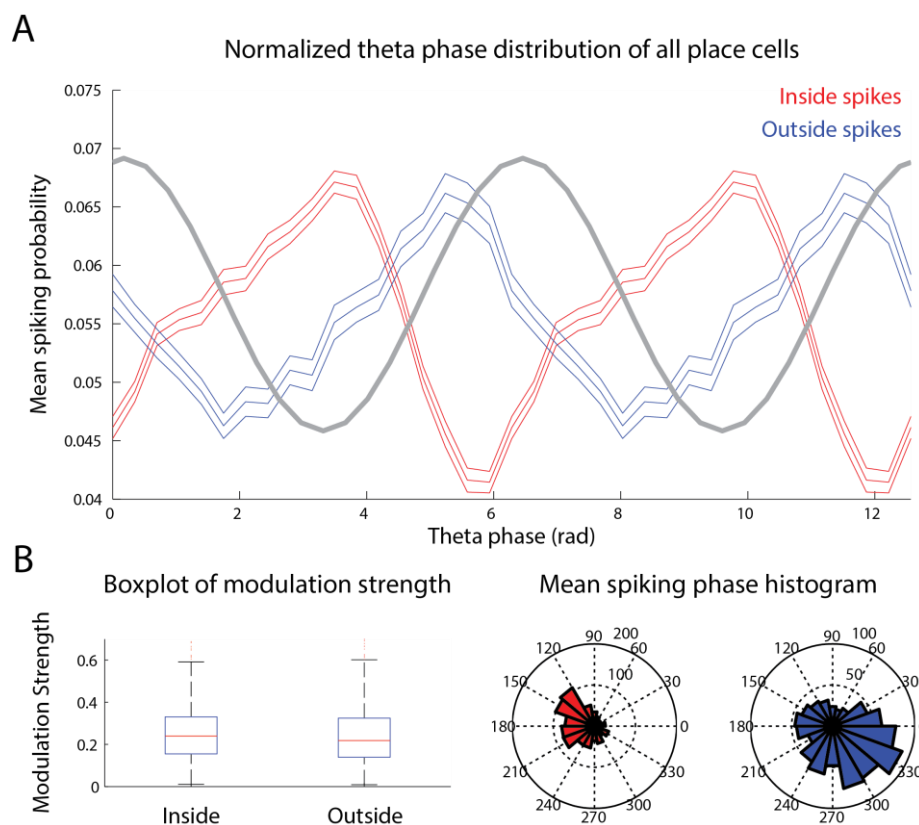 A
Normalized theta phase distribution of all place cells
Inside spikes
Outside spikes
Mean spiking probability
0.075
0.07
0.065
0.06
0.055
0.05
0.045
0.04
0 2 4 6 8 10 12
Theta phase (rad)
B
Boxplot of modulation strength
Modulation Strength
0.6
0.4
0.2
0
Inside Outside
Mean spiking phase histogram
90 200
120 60
100
150 30
180 0
210 330
240 300
270
90 100
120 60
50
150 30
180 0
210 330
240 300
270